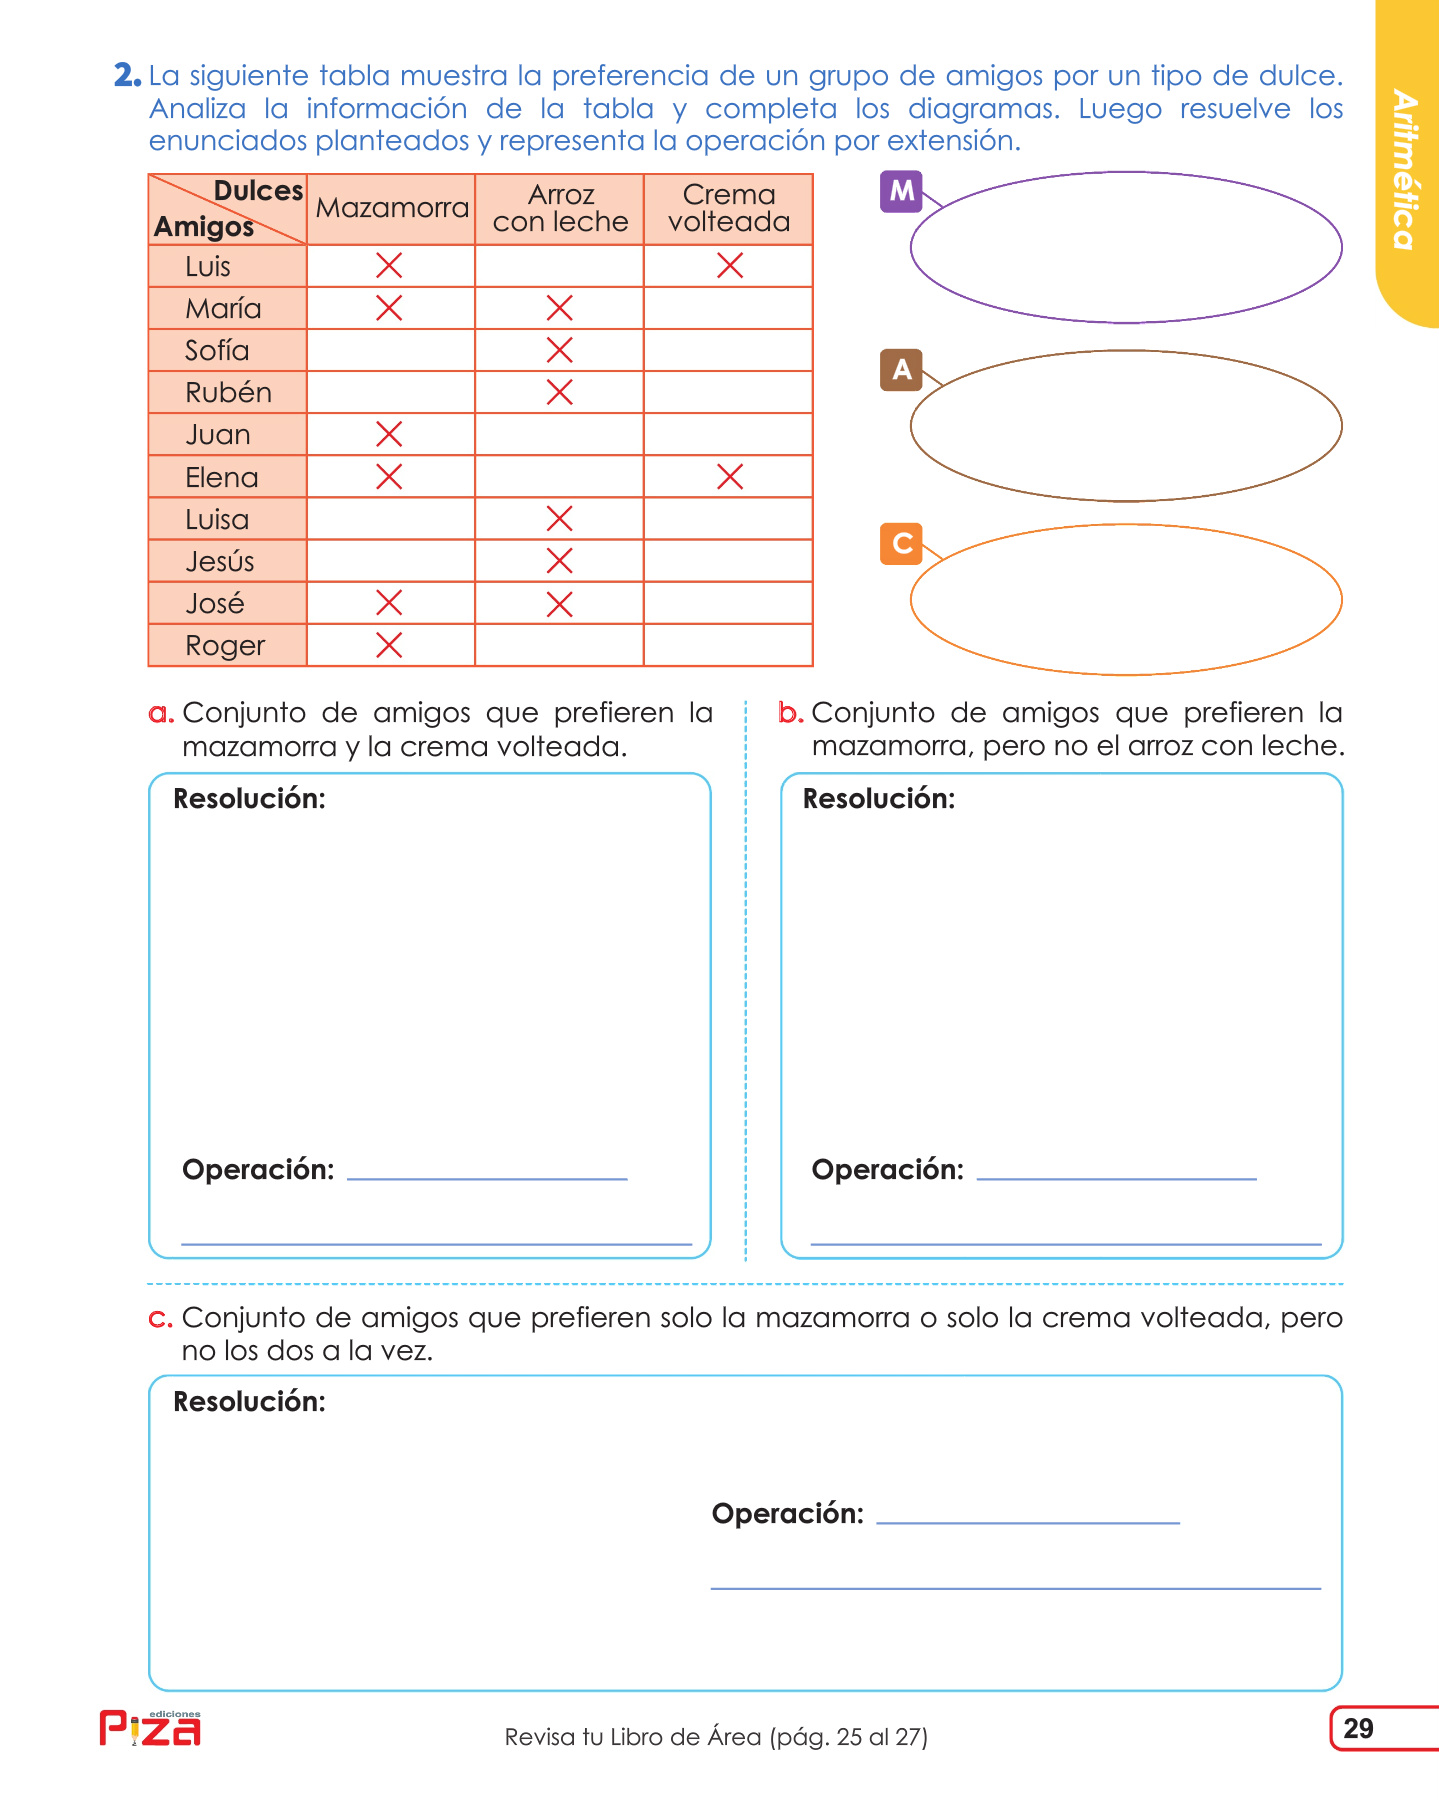 2. La siguiente tabla muestra la preferencia de un grupo de amigos por un tipo de dulce.
Analiza la información de la tabla y completa los diagramas. Luego resuelve los
enunciados planteados y representa la operación por extensión.
Aritmética
Dulces
Amigos
Mazamorra
Arroz
con leche
Crema
volteada
Luis
María
Sofía
Rubén
Juan
Elena
Luisa
Jesús
José
Roger
M
A
C
a. Conjunto de amigos que prefieren la
mazamorra y la crema volteada.
Resolución:
Operación:
b. Conjunto de amigos que prefieren la
mazamorra, pero no el arroz con leche.
Resolución:
Operación:
c. Conjunto de amigos que prefieren solo la mazamorra o solo la crema volteada, pero
no los dos a la vez.
Resolución:
Operación:
ediciones
Piza
Revisa tu Libro de Área (pág. 25 al 27)
29